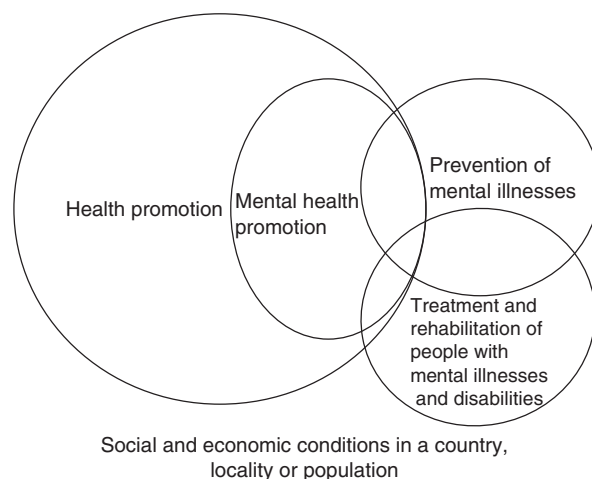 Health promotion
Mental health
promotion
Prevention of
mental illnesses
Treatment and
rehabilitation of
people with
mental illnesses
and disabilities
Social and economic conditions in a country,
locality or population